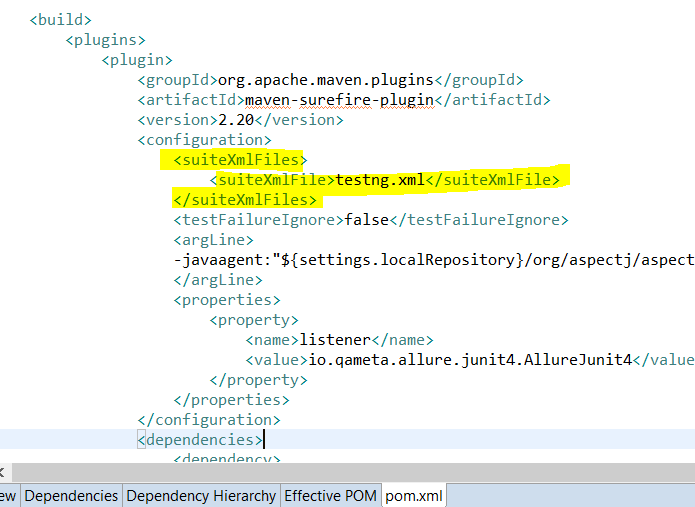 <build>
<plugins>
<plugin>
<groupId>org.apache.maven.plugins</groupId>
<artifactId>maven-surefire-plugin</artifactId>
<version>2.20</version>
<configuration>
<suiteXmlFiles>
<suiteXmlFile>testng.xml</suiteXmlFile>
</suiteXmlFiles>
<testFailureIgnore>false</testFailureIgnore>
<argLine>
-javaagent:"${settings.localRepository}/org/aspectj/aspect
</argLine>
<properties>
<property>
<name>listener</name>
<value>io.qameta.allure.junit4.AllureJunit4</value
</property>
</properties>
</configuration>
<dependencies>
<dependency>
ew Dependencies Dependency Hierarchy Effective POM pom.xml